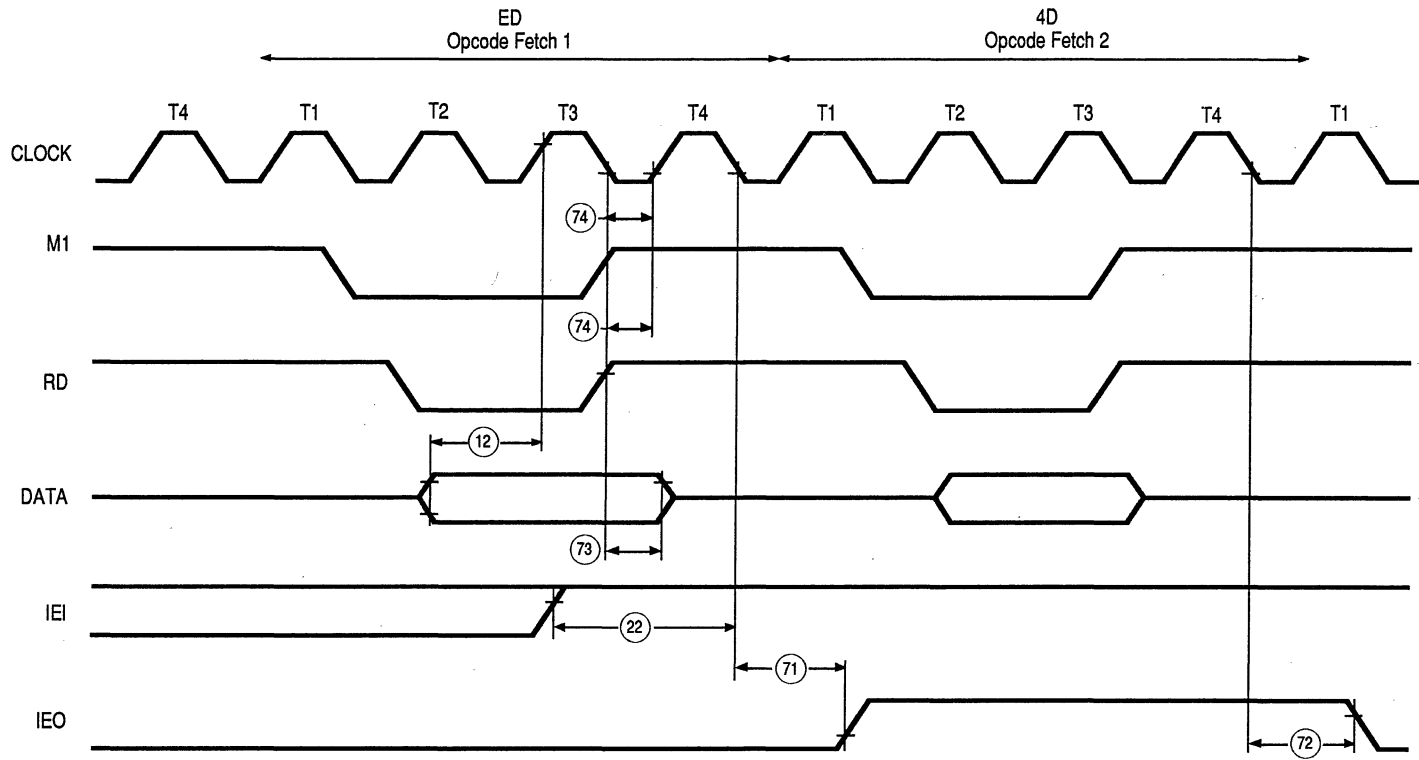 ED
Opcode Fetch 1
4D
Opcode Fetch 2
T4 T1 T2 T3 T4 T1 T2 T3 T4 T1
CLOCK
74
M1
74
RD
12
DATA
73
IEI
22
71
IEO
72